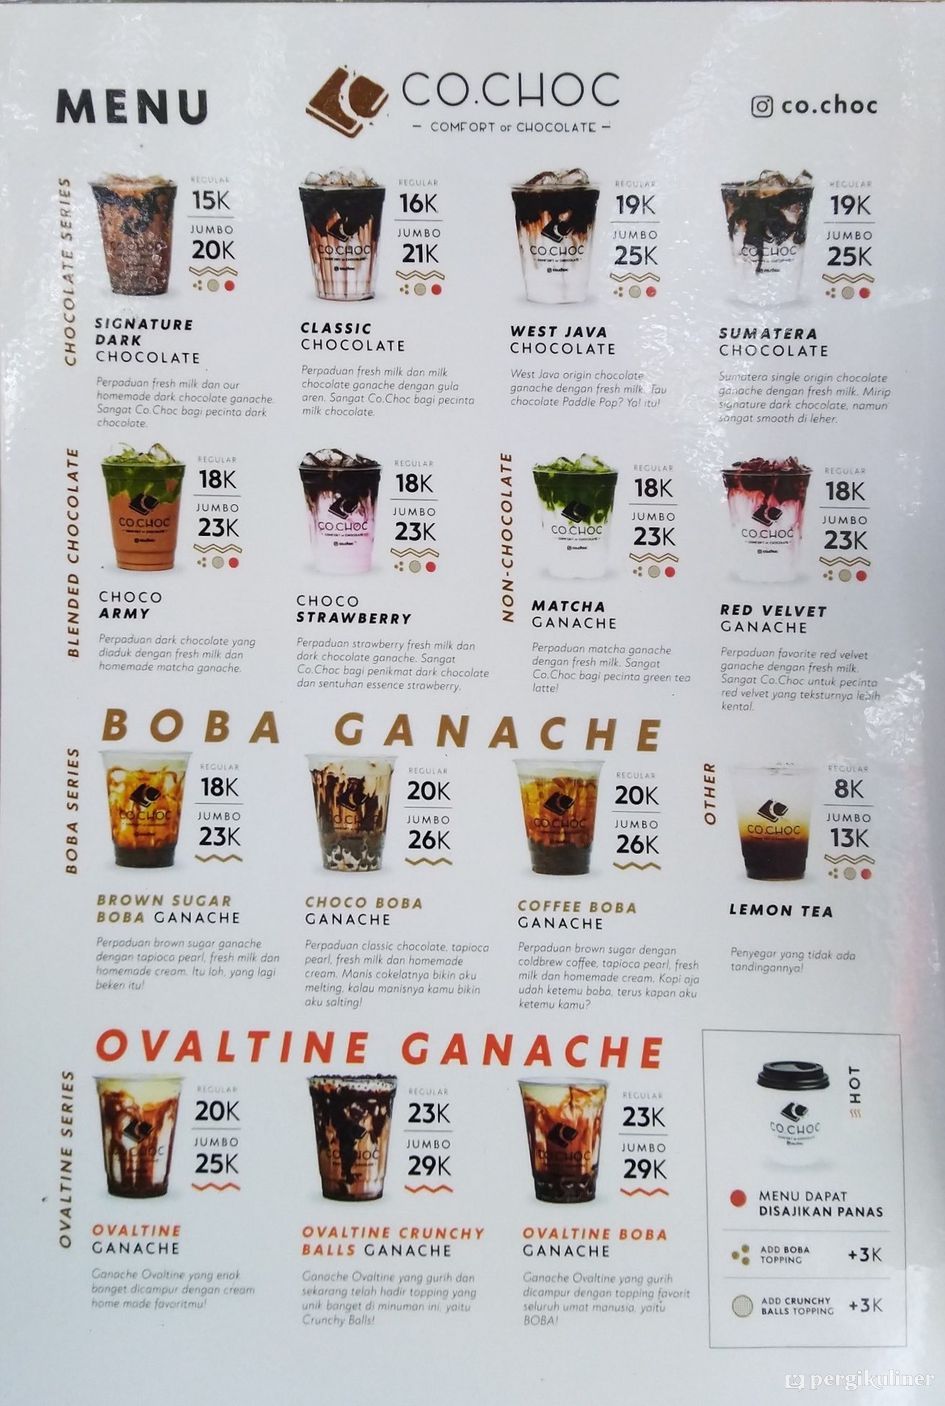 MENU
CO.CHOC
COMFORT OF CHOCOLATE
co.choc
CHOCOLATE SERIES
REGULAR
15K
JUMBO
20K
SIGNATURE
DARK
CHOCOLATE
Perpaduan fresh milk dan our
homemade dark chocolate ganache.
Sangat Co.Choc bagi pecinta dark
chocolate.
REGULAR
16K
JUMBO
21K
CO.CHOC
CLASSIC
CHOCOLATE
Perpaduan fresh milk dan milk
chocolate ganache dengan gula
aren. Sangat Co.Choc bagi pecinta
milk chocolate.
REGULAR
19K
JUMBO
25K
CO.CHOC
WEST JAVA
CHOCOLATE
West Java origin chocolate
ganache dengan fresh milk. Tau
chocolate Paddle Pop? Ya! itu!
REGULAR
19K
JUMBO
25K
CO.CHOC
SUMATERA
CHOCOLATE
Sumatera single origin chocolate
ganache dengan fresh milk. Mirip
signature dark chocolate, namun
sangat smooth di leher.
BLENDED CHOCOLATE
REGULAR
18K
JUMBO
23K
CO.CHOC
CHOCO
ARMY
Perpaduan dark chocolate yang
diaduk dengan fresh milk dan
homemade matcha ganache.
REGULAR
18K
JUMBO
23K
CO.CHOC
CHOCO
STRAWBERRY
Perpaduan strawberry fresh milk dan
dark chocolate ganache. Sangat
Co.Choc bagi penikmat dark chocolate
dan sentuhan essence strawberry.
NON-CHOCOLATE
REGULAR
18K
JUMBO
23K
CO.CHOC
MATCHA
GANACHE
Perpaduan matcha ganache
dengan fresh milk. Sangat
Co.Choc bagi pecinta green tea
latte!
REGULAR
18K
JUMBO
23K
CO.CHOC
RED VELVET
GANACHE
Perpaduan favorite red velvet
ganache dengan fresh milk.
Sangat Co.Choc untuk pecinta
red velvet yang teksturnya lebih
kental.
BOBA GANACHE
BOBA SERIES
REGULAR
18K
JUMBO
23K
BROWN SUGAR
BOBA GANACHE
Perpaduan brown sugar ganache
dengan tapioca pearl, fresh milk dan
homemade cream. Itu loh, yang lagi
beken itu!
REGULAR
20K
JUMBO
26K
CHOCO BOBA
GANACHE
Perpaduan classic chocolate, tapioca
pearl, fresh milk dan homemade
cream. Manis cokelatnya bikin aku
melting, kalau manisnya kamu bikin
aku salting!
REGULAR
20K
JUMBO
26K
CO.CHOC
COFFEE BOBA
GANACHE
Perpaduan brown sugar dengan
coldbrew coffee, tapioca pearl, fresh
milk dan homemade cream. Kopi aja
udah ketemu boba, terus kapan aku
ketemu kamu?
OTHER
REGULAR
8K
JUMBO
13K
CO.CHOC
LEMON TEA
Penyegar yang tidak ada
tandingannya!
OVALTINE GANACHE
OVALTINE SERIES
REGULAR
20K
JUMBO
25K
OVALTINE
GANACHE
Ganache Ovaltine yang enak
banget dicampur dengan cream
home made favoritmu!
REGULAR
23K
JUMBO
29K
OVALTINE CRUNCHY
BALLS GANACHE
Ganache Ovaltine yang gurih dan
sekarang telah hadir topping yang
unik banget di minuman ini, yaitu
Crunchy Balls!
REGULAR
23K
JUMBO
29K
OVALTINE BOBA
GANACHE
Ganache Ovaltine yang gurih
dicampur dengan topping favorit
seluruh umat manusia, yaitu
BOBA!
HOT
CO.CHOC
MENU DAPAT
DISAJIKAN PANAS
ADD BOBA
TOPPING
+3K
ADD CRUNCHY
BALLS TOPPING
+3K
pergikuliner